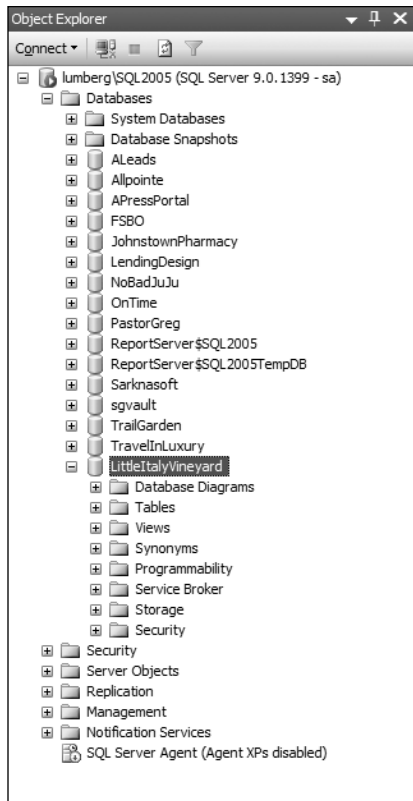 Object Explorer
Connect
lumberg\SQL2005 (SQL Server 9.0.1399 - sa)
Databases
System Databases
Database Snapshots
ALeads
Allpointe
APressPortal
FSBO
JohnstownPharmacy
LendingDesign
NoBadJuJu
OnTime
PastorGreg
ReportServer$SQL2005
ReportServer$SQL2005TempDB
Sarknasoft
sgvault
TrailGarden
TravelInLuxury
LittleItalyVineyard
Database Diagrams
Tables
Views
Synonyms
Programmability
Service Broker
Storage
Security
Security
Server Objects
Replication
Management
Notification Services
SQL Server Agent (Agent XPs disabled)